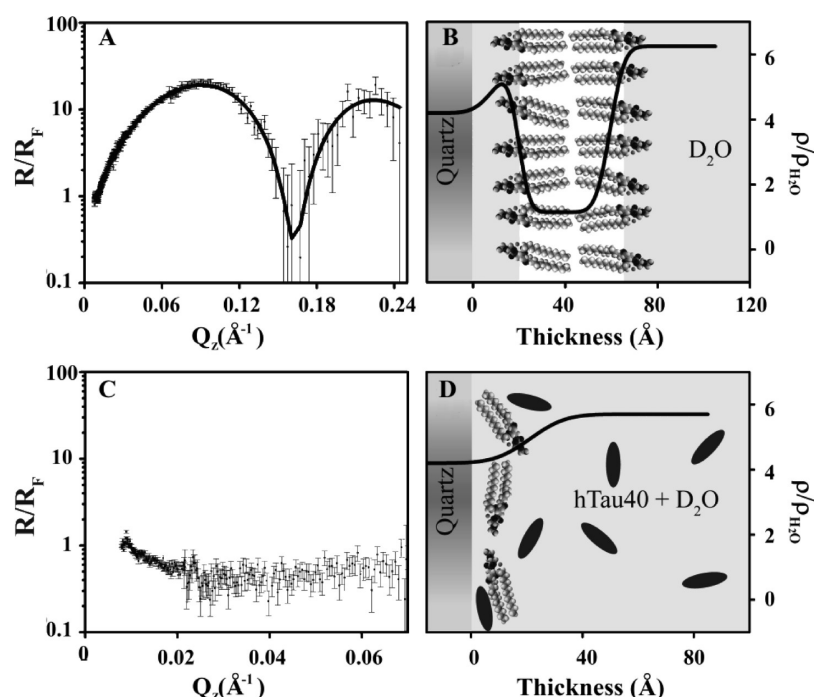 A
100
10
1
0.1
R/R_F
0 0.06 0.12 0.18 0.24
Q_z(Å⁻¹)
B
Quartz
D₂O
6
4
2
0
ρ/ρ_H₂O
0 40 80 120
Thickness (Å)
C
100
10
1
0.1
R/R_F
0 0.02 0.04 0.06
Q_z(Å⁻¹)
D
Quartz
hTau40 + D₂O
6
4
2
0
ρ/ρ_H₂O
0 40 80
Thickness (Å)